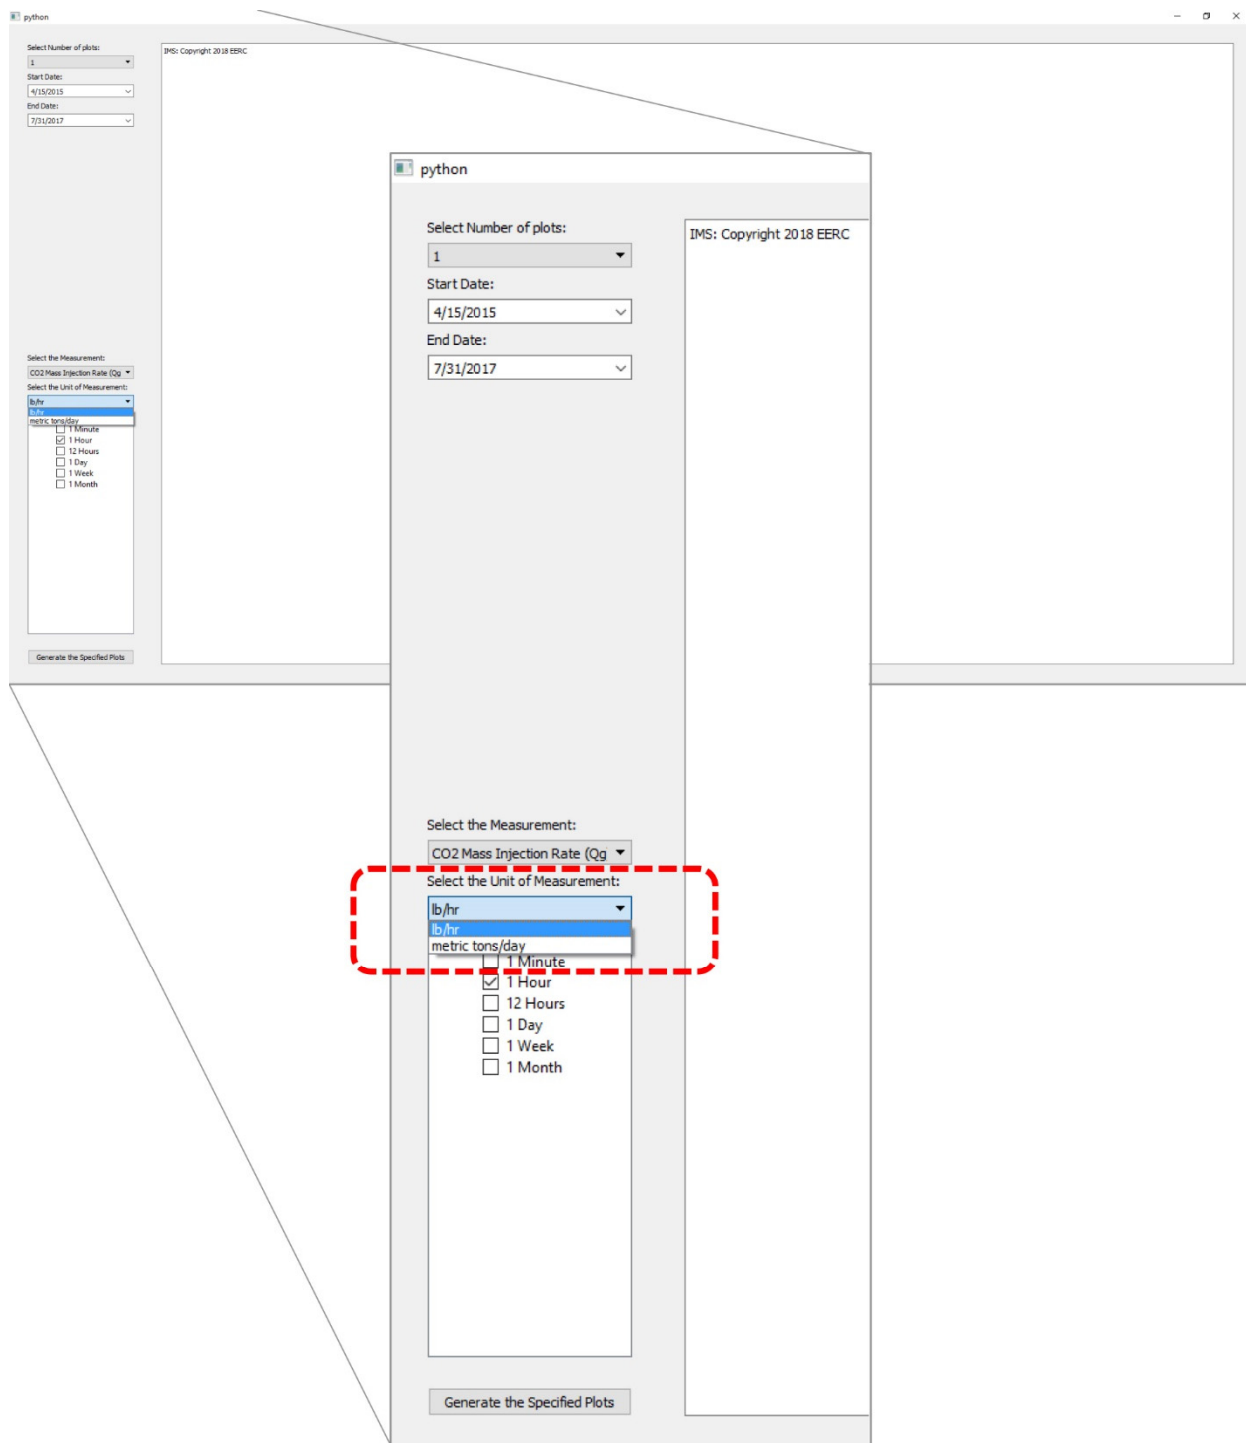 python
Select Number of plots:
1
Start Date:
4/15/2015
End Date:
7/31/2017
IMS: Copyright 2018 EERC
Select the Measurement:
CO2 Mass Injection Rate (Qg
Select the Unit of Measurement:
lb/hr
lb/hr
metric tons/day
1 Minute
1 Hour
12 Hours
1 Day
1 Week
1 Month
Generate the Specified Plots
python
Select Number of plots:
1
Start Date:
4/15/2015
End Date:
7/31/2017
IMS: Copyright 2018 EERC
Select the Measurement:
CO2 Mass Injection Rate (Qg
Select the Unit of Measurement:
lb/hr
lb/hr
metric tons/day
1 Minute
1 Hour
12 Hours
1 Day
1 Week
1 Month
Generate the Specified Plots